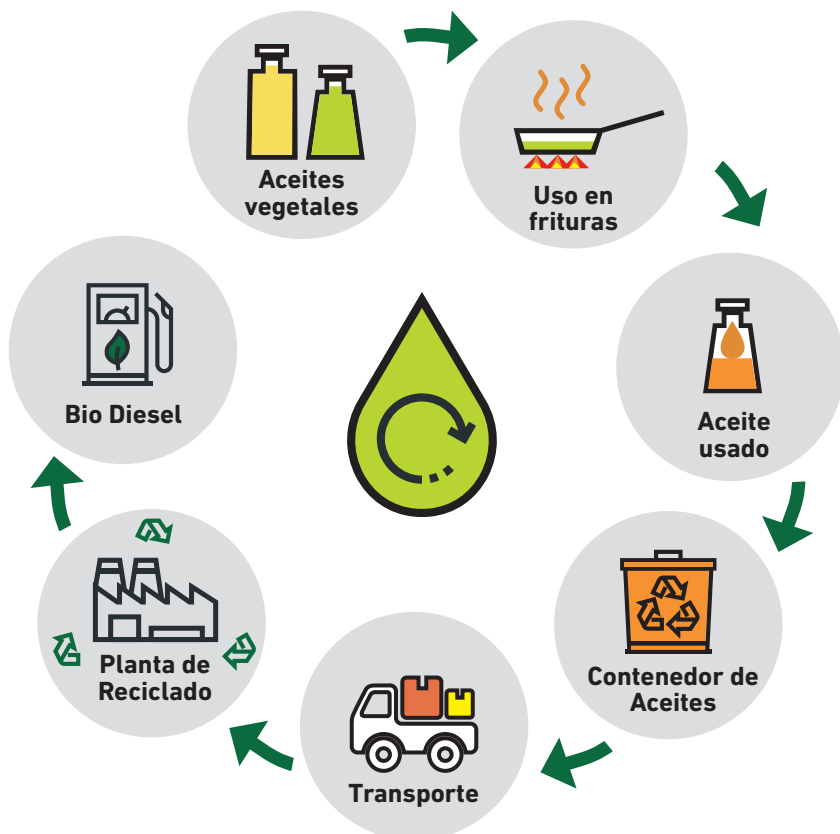 Aceites
vegetales
Uso en
frituras
Aceite
usado
Contenedor de
Aceites
Transporte
Planta de
Reciclado
Bio Diesel